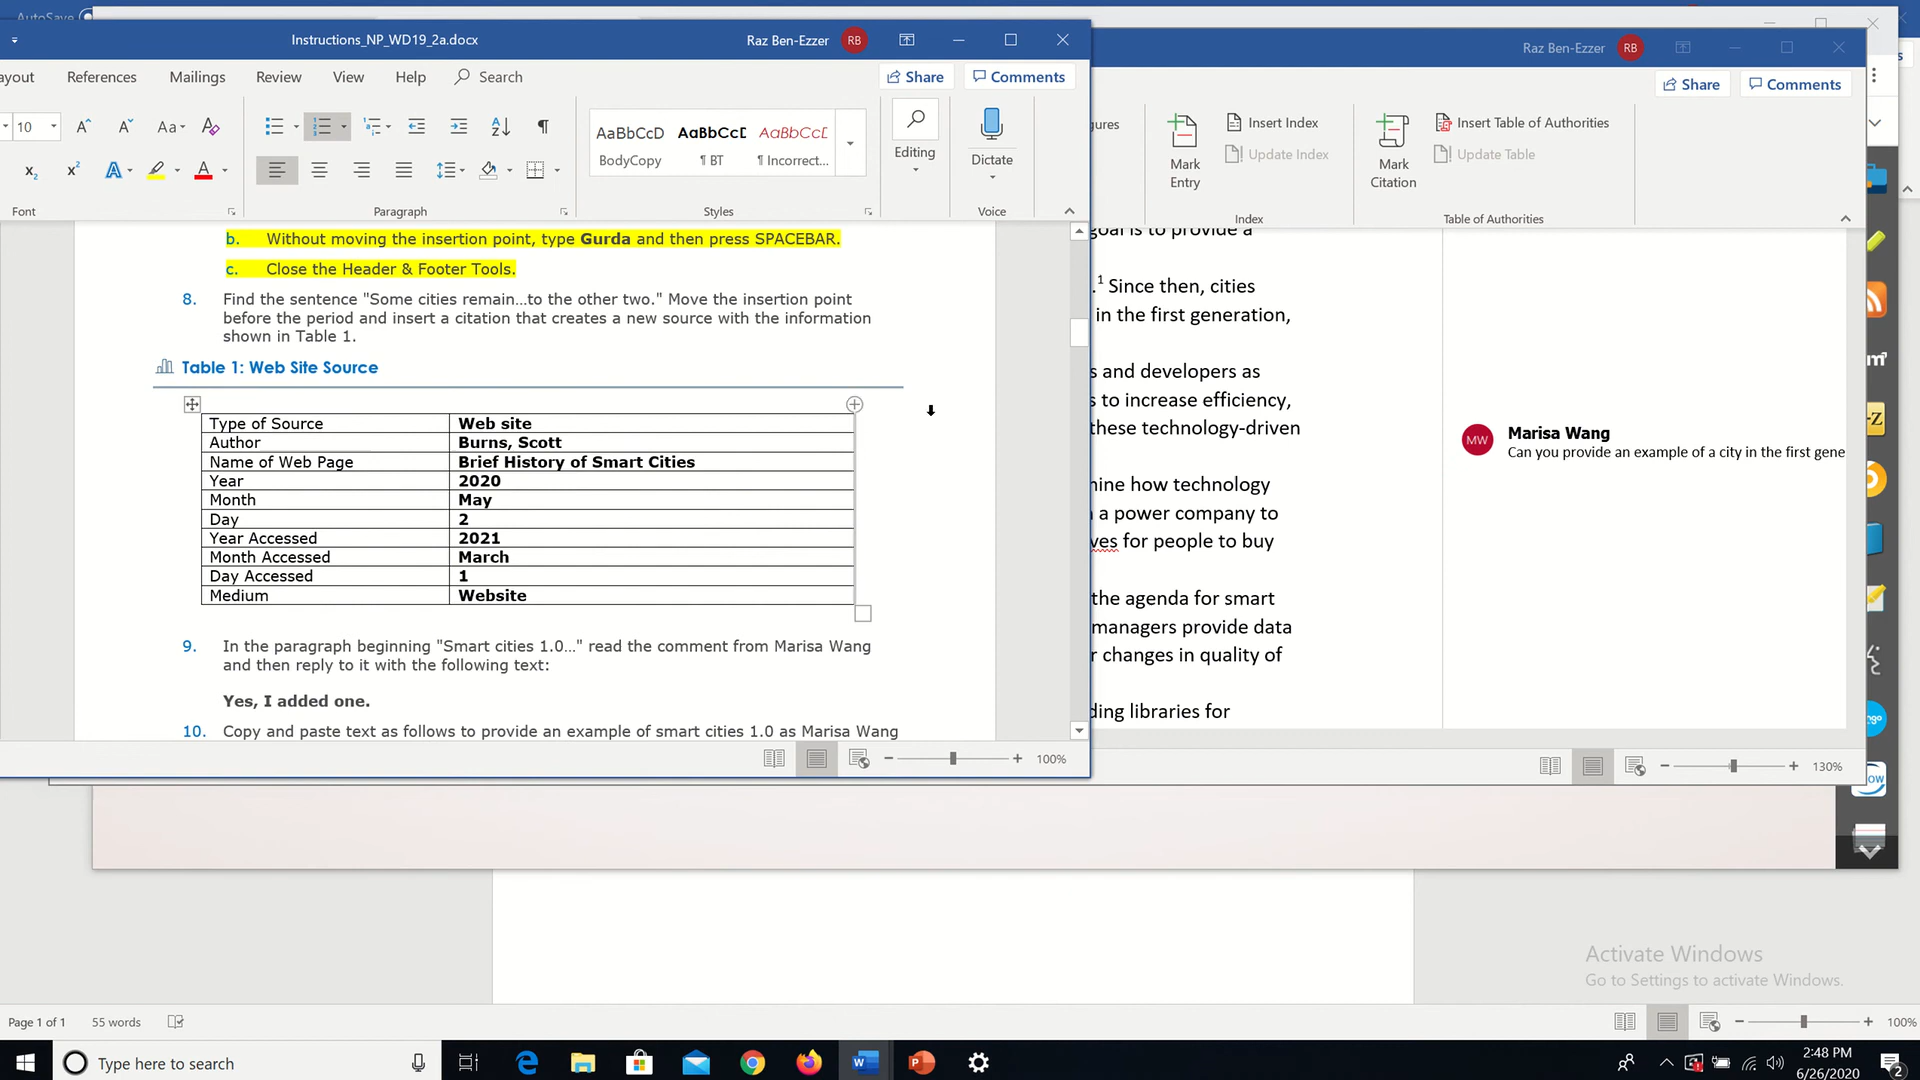 AutoSave
Instructions_NP_WD19_2a.docx
Raz Ben-Ezzer RB
Raz Ben-Ezzer RB
ayout References Mailings Review View Help Search
Share Comments
Share Comments
10 Aa
AaBbCcD AaBbCcD AaBbCcD
BodyCopy ¶ BT ¶ Incorrect...
Editing
Dictate
Font Paragraph Styles Voice
gures
Mark Entry
Insert Index
Update Index
Mark Citation
Insert Table of Authorities
Update Table
Index Table of Authorities
b. Without moving the insertion point, type Gurda and then press SPACEBAR.
c. Close the Header & Footer Tools.
8. Find the sentence "Some cities remain...to the other two." Move the insertion point
before the period and insert a citation that creates a new source with the information
shown in Table 1.
Table 1: Web Site Source
Type of Source Web site
Author Burns, Scott
Name of Web Page Brief History of Smart Cities
Year 2020
Month May
Day 2
Year Accessed 2021
Month Accessed March
Day Accessed 1
Medium Website
9. In the paragraph beginning "Smart cities 1.0..." read the comment from Marisa Wang
and then reply to it with the following text:
Yes, I added one.
10. Copy and paste text as follows to provide an example of smart cities 1.0 as Marisa Wang
100%
goal is to provide a
.1 Since then, cities
in the first generation,
s and developers as
s to increase efficiency,
these technology-driven
nine how technology
a power company to
ves for people to buy
the agenda for smart
managers provide data
r changes in quality of
ding libraries for
MW Marisa Wang
Can you provide an example of a city in the first gene
130%
Activate Windows
Go to Settings to activate Windows.
Page 1 of 1 55 words
100%
Type here to search
2:48 PM
6/26/2020
2